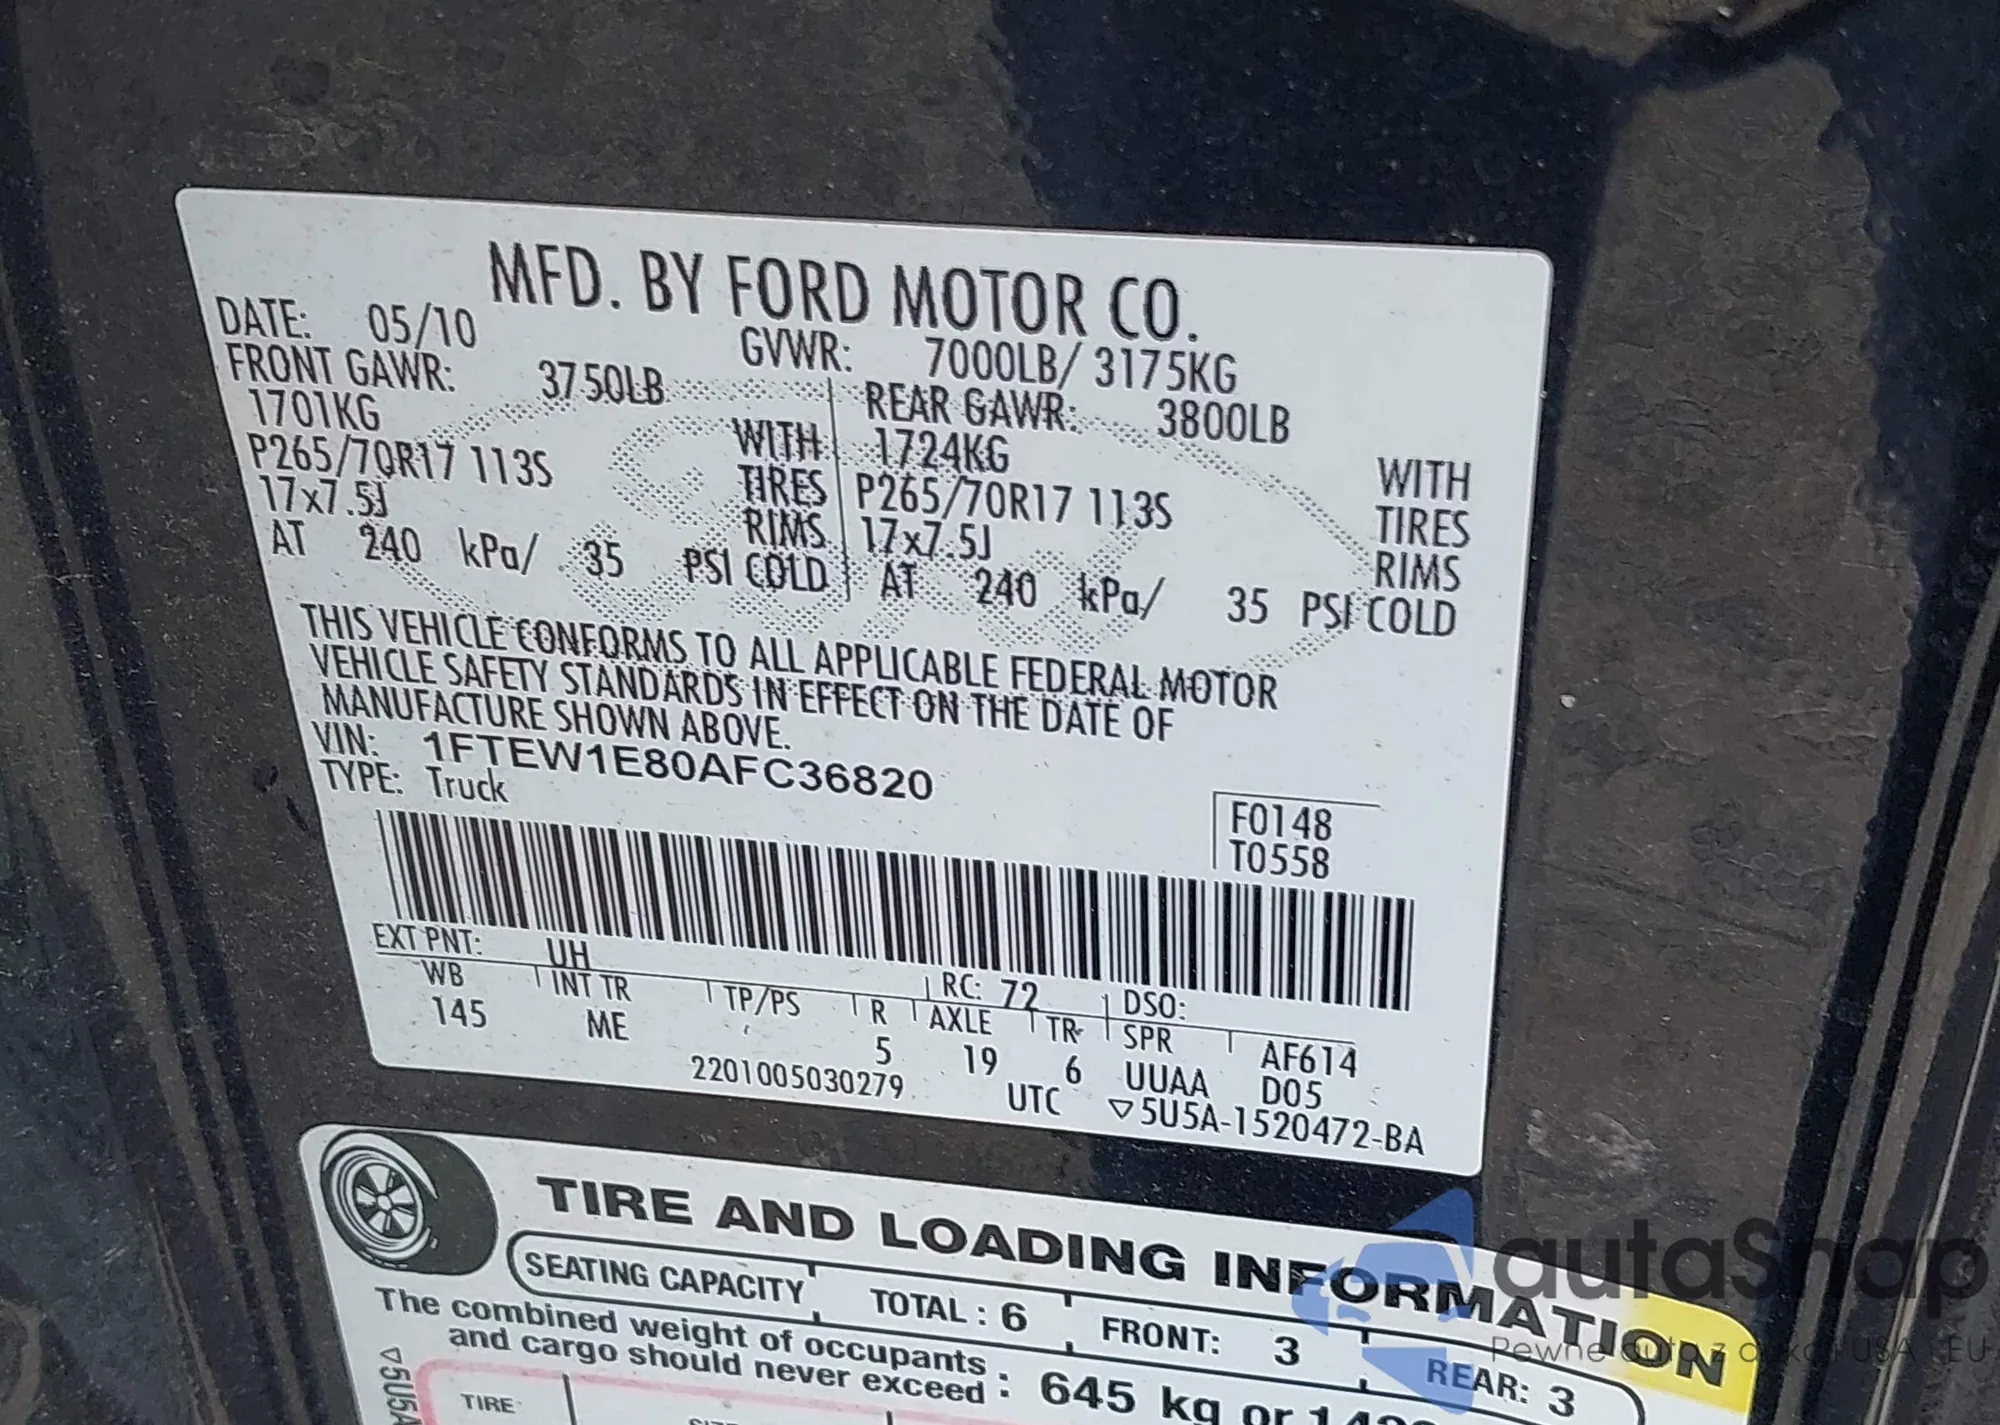 MFD. BY FORD MOTOR CO.
DATE: 05/10 GVWR: 7000LB/ 3175KG
FRONT GAWR: 3750LB REAR GAWR: 3800LB
1701KG WITH 1724KG WITH
P265/70R17 113S TIRES P265/70R17 113S TIRES
17x7.5J RIMS 17x7.5J RIMS
AT 240 kPa/ 35 PSI COLD AT 240 kPa/ 35 PSI COLD
THIS VEHICLE CONFORMS TO ALL APPLICABLE FEDERAL MOTOR
VEHICLE SAFETY STANDARDS IN EFFECT ON THE DATE OF
MANUFACTURE SHOWN ABOVE.
VIN: 1FTEW1E80AFC36820
TYPE: Truck
F0148
T0558
EXT PNT: UH RC: 72 DSO:
WB INT TR TP/PS R AXLE TR SPR AF614
145 ME 5 19 6 UUAA D05
2201005030279 UTC ▽5U5A-1520472-BA
TIRE AND LOADING INFORMATION
SEATING CAPACITY TOTAL : 6 FRONT: 3 REAR: 3
The combined weight of occupants
and cargo should never exceed : 645 kg or
TIRE
▽5U5A
autaSnap